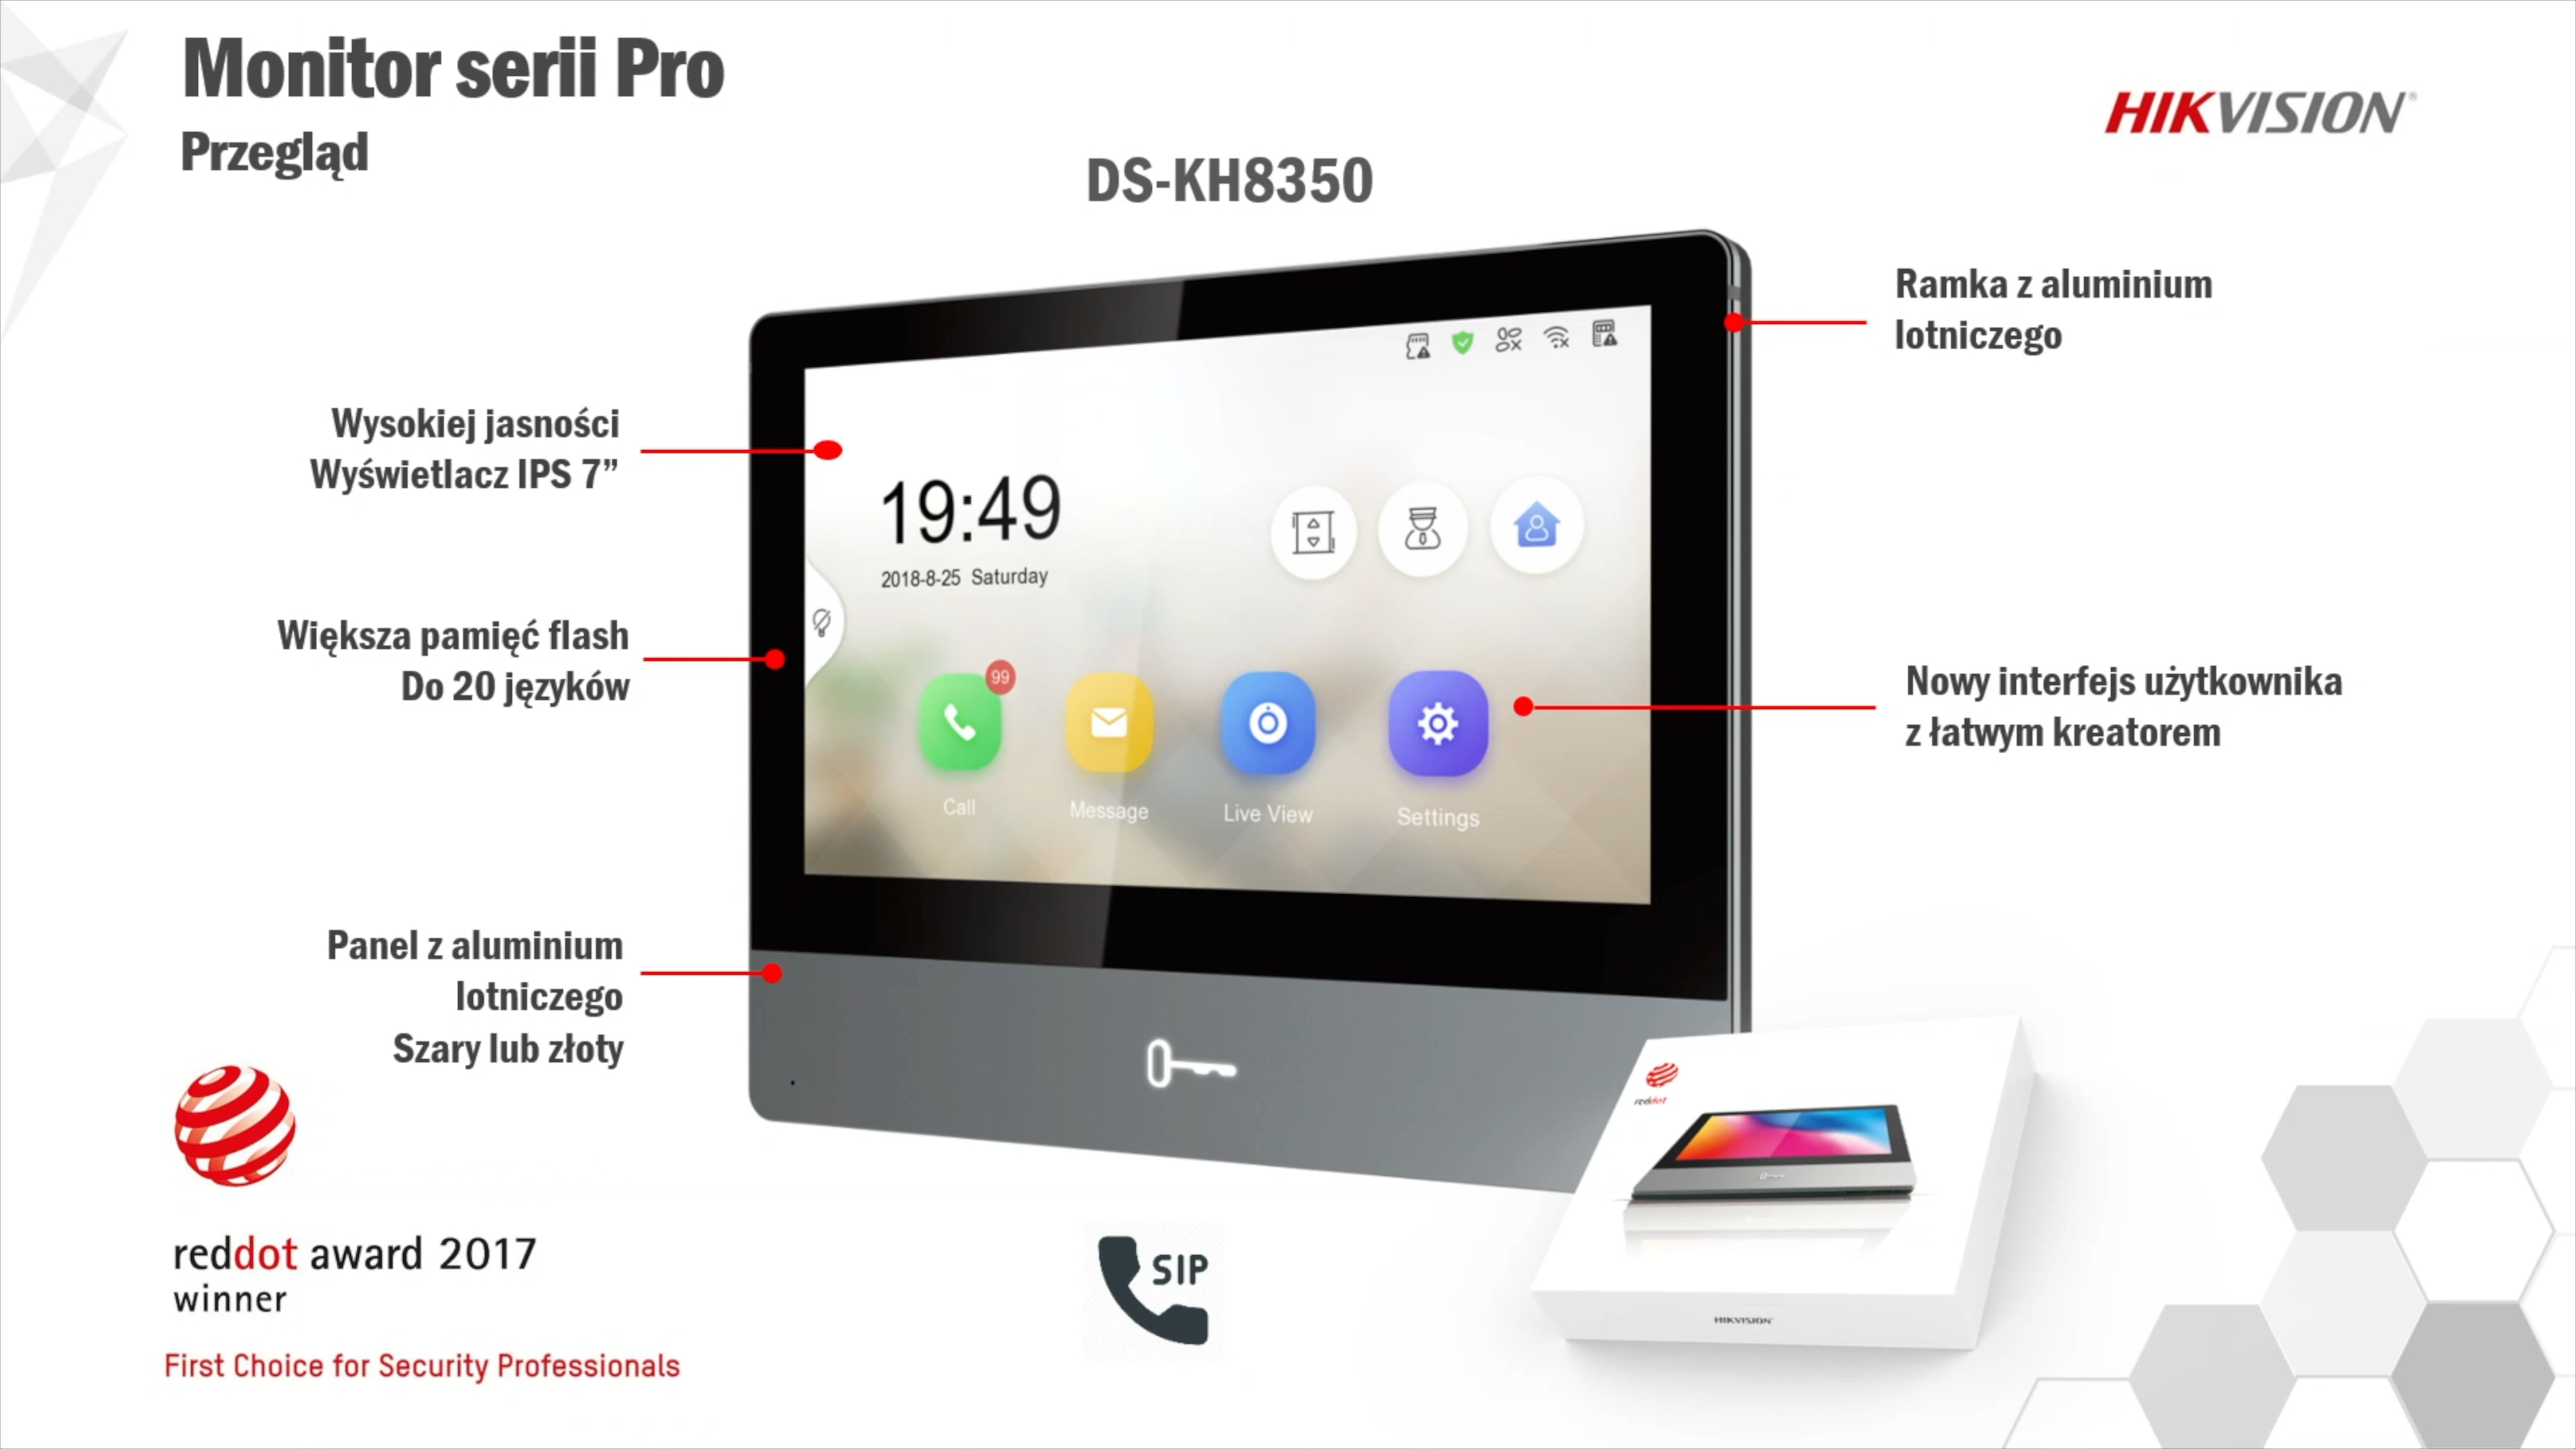 Monitor serii Pro
Przegląd
HIKVISION®
DS-KH8350
Ramka z aluminium
lotniczego
Wysokiej jasności
Wyświetlacz IPS 7”
19:49
2018-8-25 Saturday
Większa pamięć flash
Do 20 języków
99
Call
Message
Live View
Settings
Nowy interfejs użytkownika
z łatwym kreatorem
Panel z aluminium
lotniczego
Szary lub złoty
reddot
reddot award 2017
winner
SIP
HIKVISION
First Choice for Security Professionals